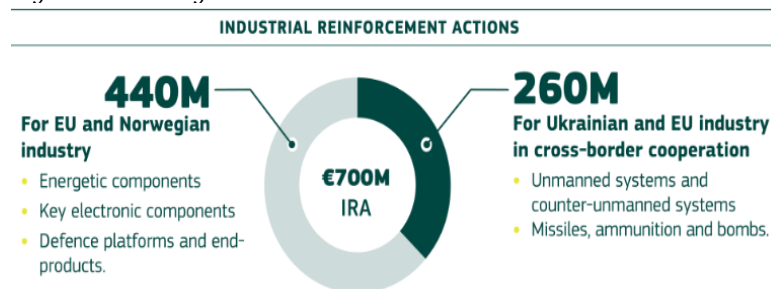 INDUSTRIAL REINFORCEMENT ACTIONS
440M
For EU and Norwegian
industry
• Energetic components
• Key electronic components
• Defence platforms and end-
products.
€700M
IRA
260M
For Ukrainian and EU industry
in cross-border cooperation
• Unmanned systems and
counter-unmanned systems
• Missiles, ammunition and bombs.